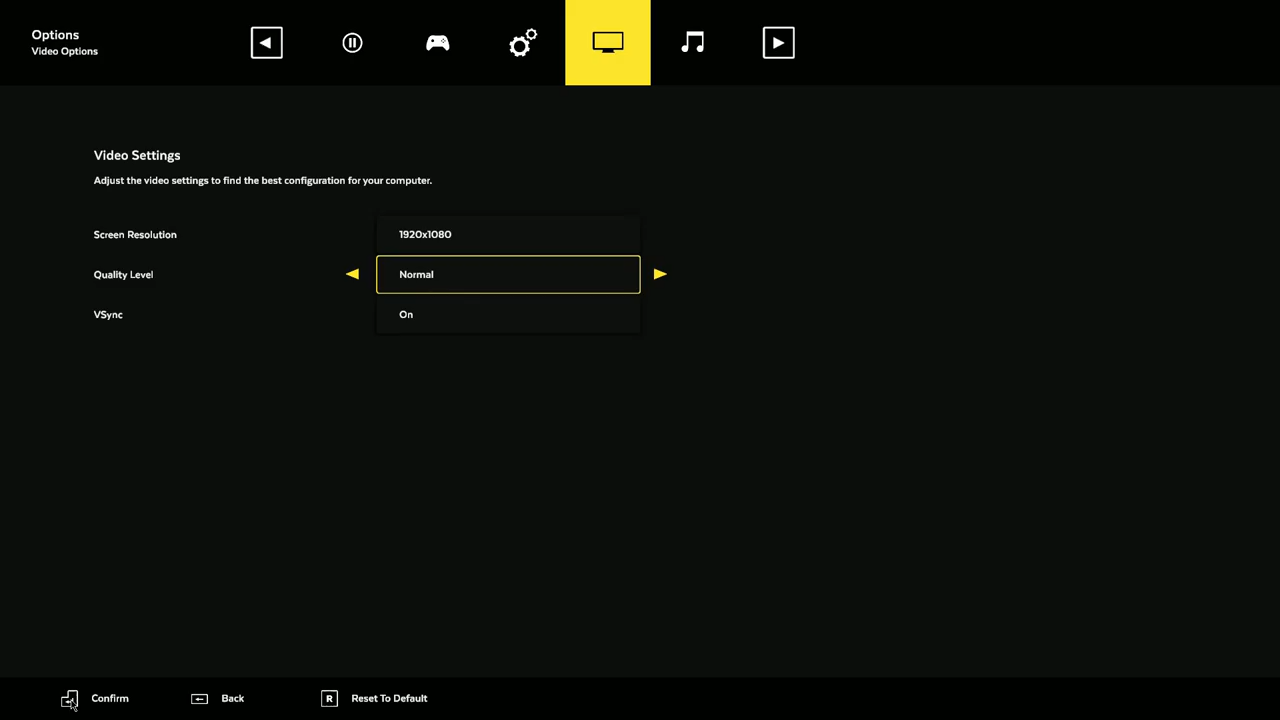 Options
Video Options
Video Settings
Adjust the video settings to find the best configuration for your computer.
Screen Resolution 1920x1080
Quality Level Normal
VSync On
Confirm Back R Reset To Default